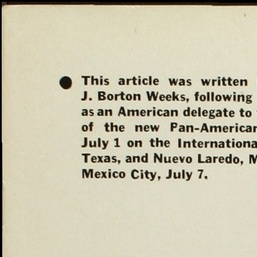 ● This article was written
J. Borton Weeks, following
as an American delegate to
of the new Pan-American
July 1 on the Internationa
Texas, and Nuevo Laredo, M
Mexico City, July 7.